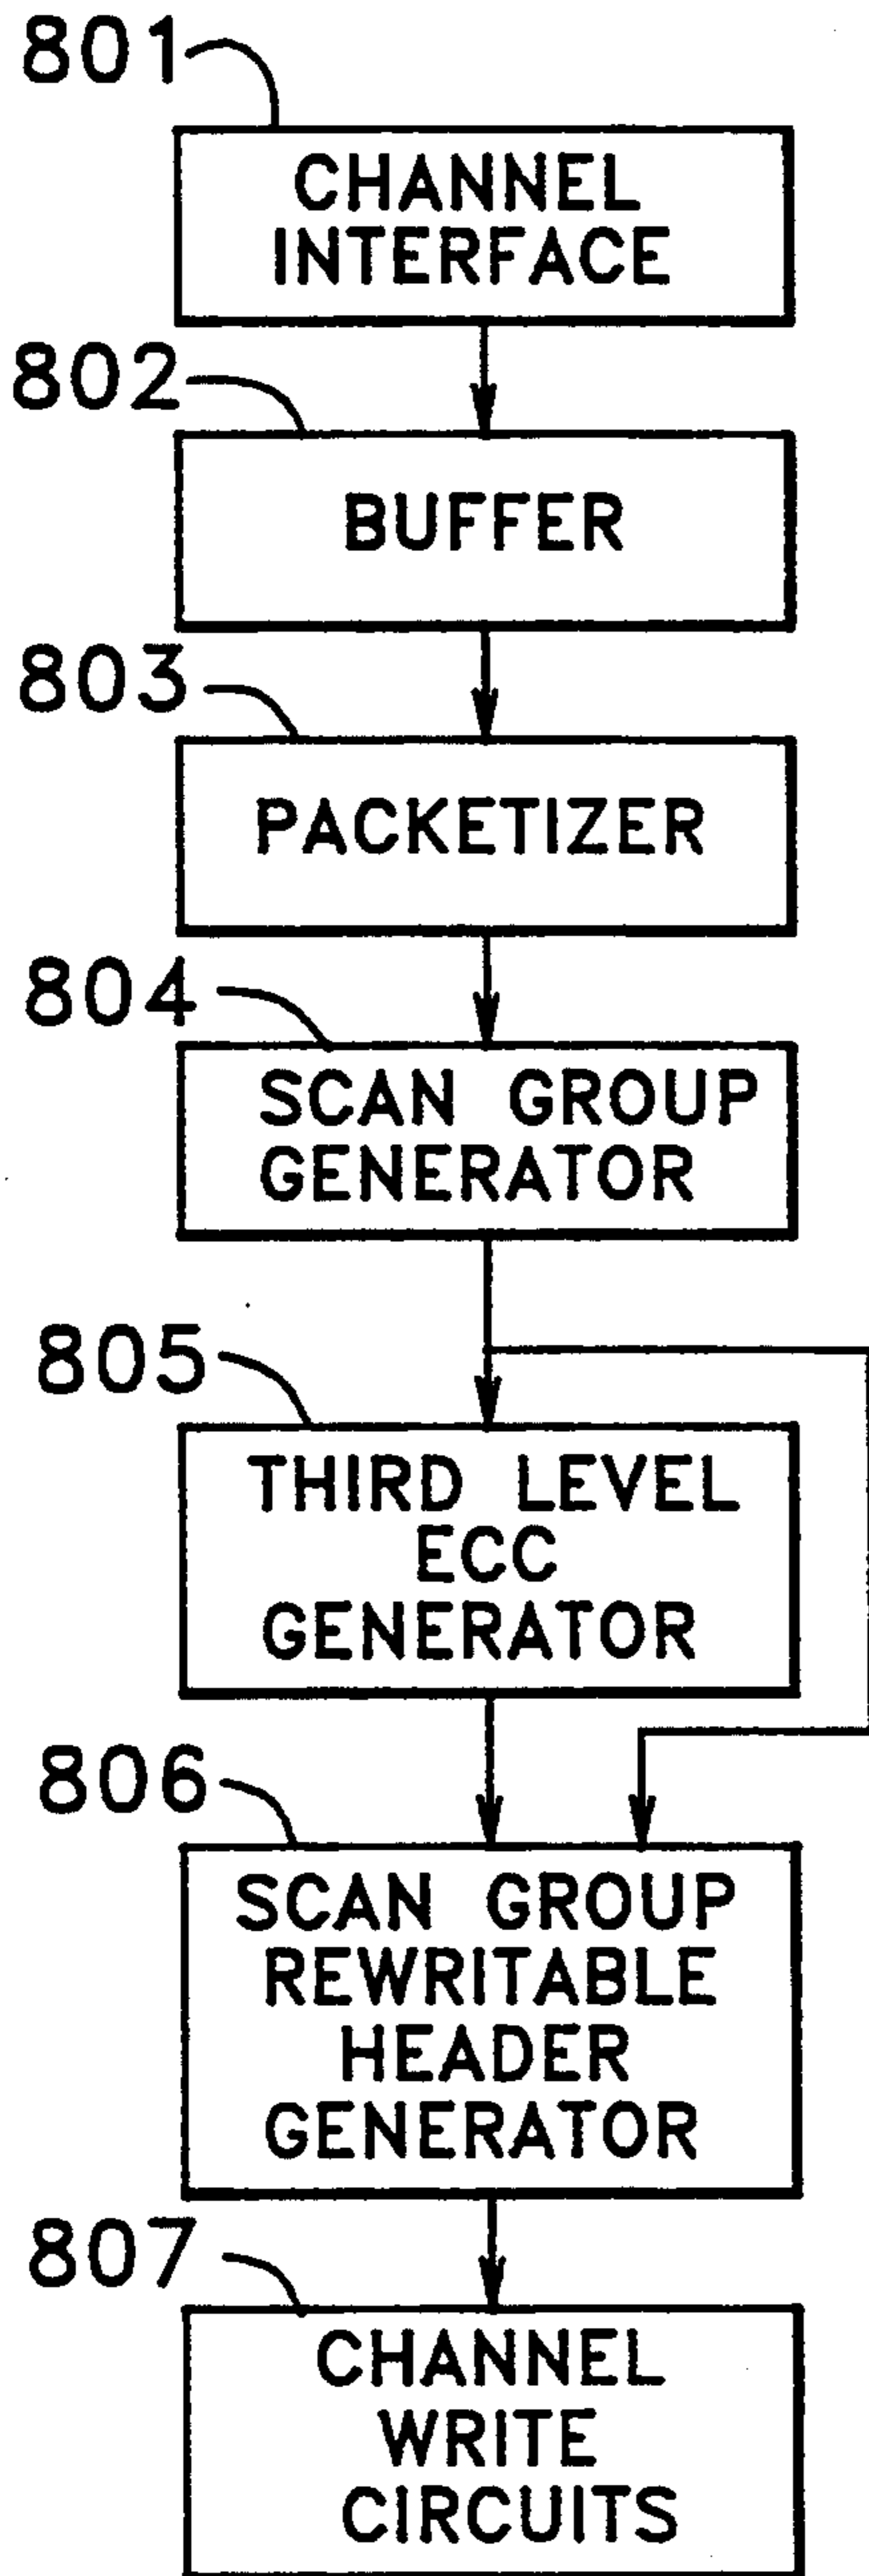 801
CHANNEL
INTERFACE
802
BUFFER
803
PACKETIZER
804
SCAN GROUP
GENERATOR
805
THIRD LEVEL
ECC
GENERATOR
806
SCAN GROUP
REWRITABLE
HEADER
GENERATOR
807
CHANNEL
WRITE
CIRCUITS